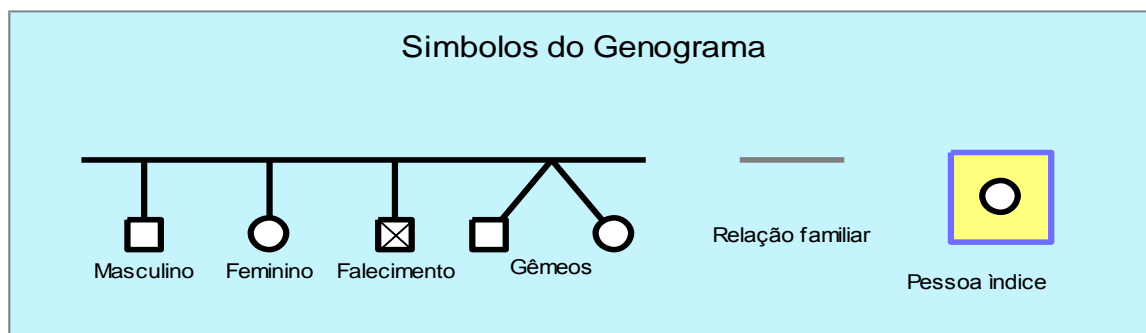 Simbolos do Genograma
Masculino
Feminino
Falecimento
Gêmeos
Relação familiar
Pessoa ìndice